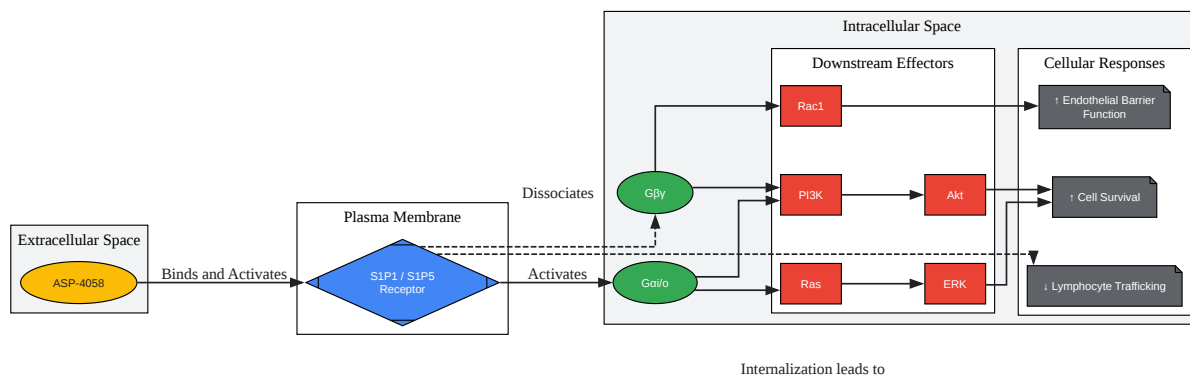 Intracellular Space
Downstream Effectors
Cellular Responses
Rac1
↑ Endothelial Barrier
Function
Dissociates
Gβγ
PI3K
Akt
↑ Cell Survival
Plasma Membrane
Extracellular Space
ASP-4058
Binds and Activates
S1P1 / S1P5
Receptor
Activates
Gαi/o
Ras
ERK
↓ Lymphocyte Trafficking
Internalization leads to